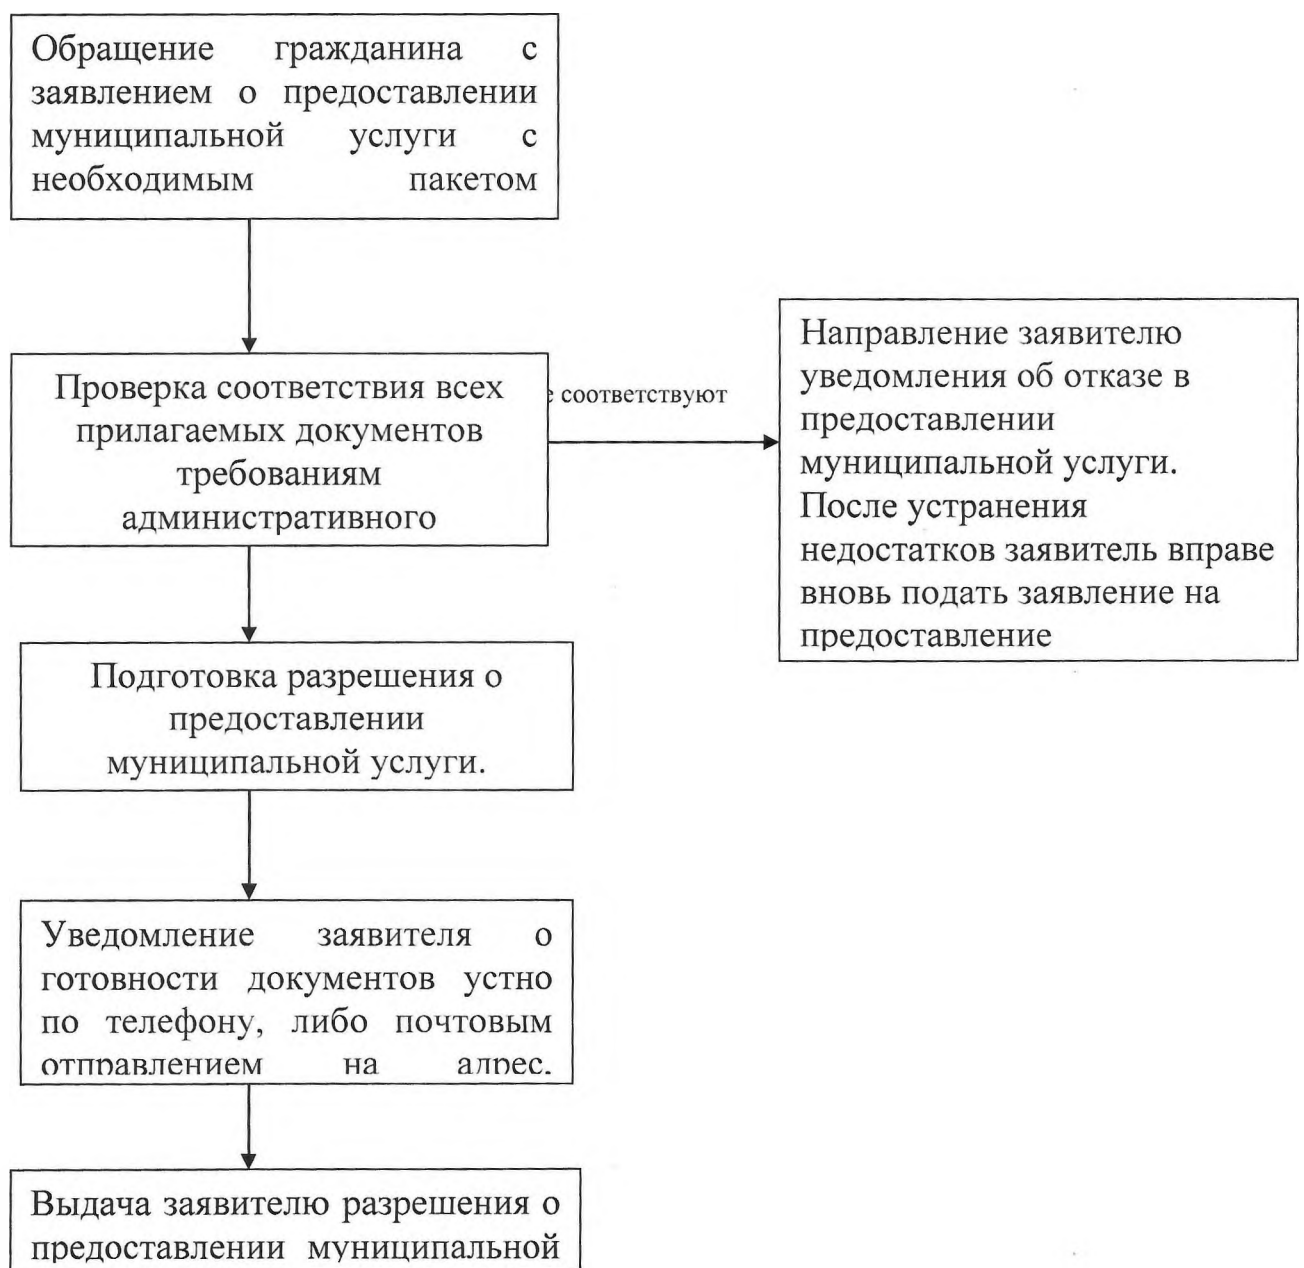 Обращение гражданина с
заявлением о предоставлении
муниципальной услуги с
необходимым пакетом
Проверка соответствия всех
прилагаемых документов
требованиям
административного
е соответствуют
Направление заявителю
уведомления об отказе в
предоставлении
муниципальной услуги.
После устранения
недостатков заявитель вправе
вновь подать заявление на
предоставление
Подготовка разрешения о
предоставлении
муниципальной услуги.
Уведомление заявителя о
готовности документов устно
по телефону, либо почтовым
отправлением на адрес.
Выдача заявителю разрешения о
предоставлении муниципальной